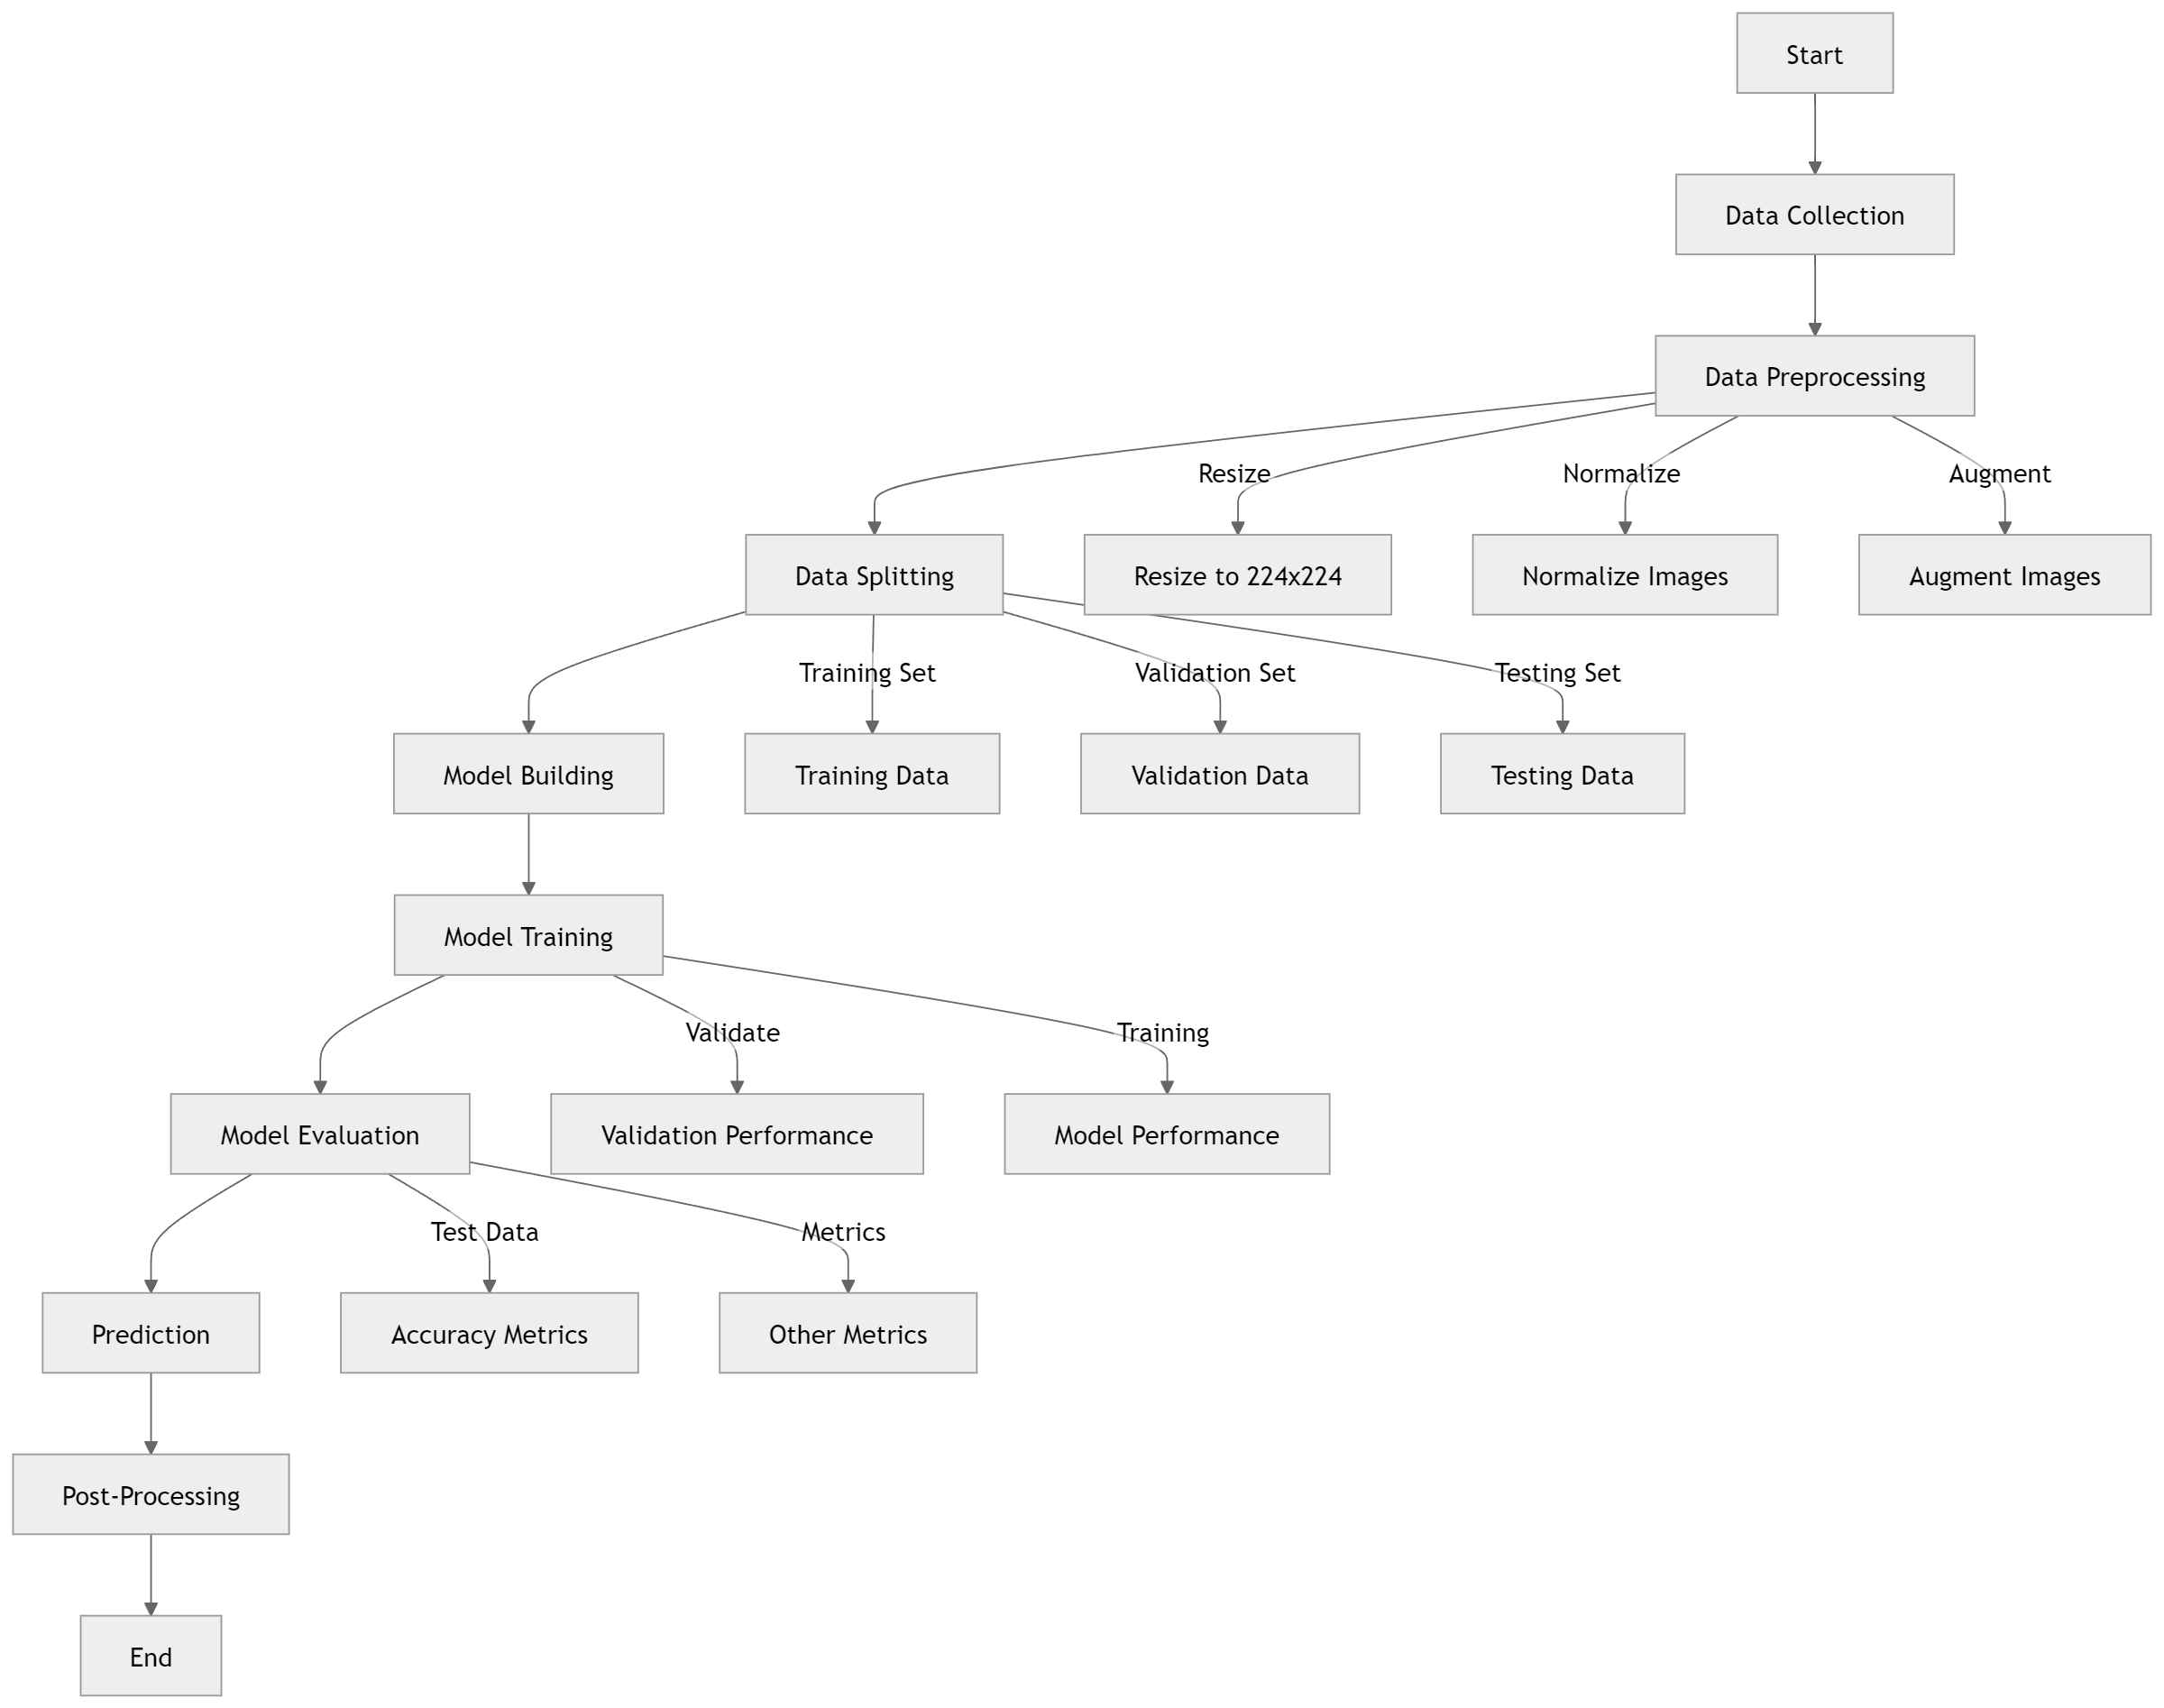 Start
Data Collection
Data Preprocessing
Resize
Normalize
Augment
Data Splitting
Resize to 224x224
Normalize Images
Augment Images
Training Set
Validation Set
Testing Set
Model Building
Training Data
Validation Data
Testing Data
Model Training
Validate
Training
Model Evaluation
Validation Performance
Model Performance
Test Data
Metrics
Prediction
Accuracy Metrics
Other Metrics
Post-Processing
End